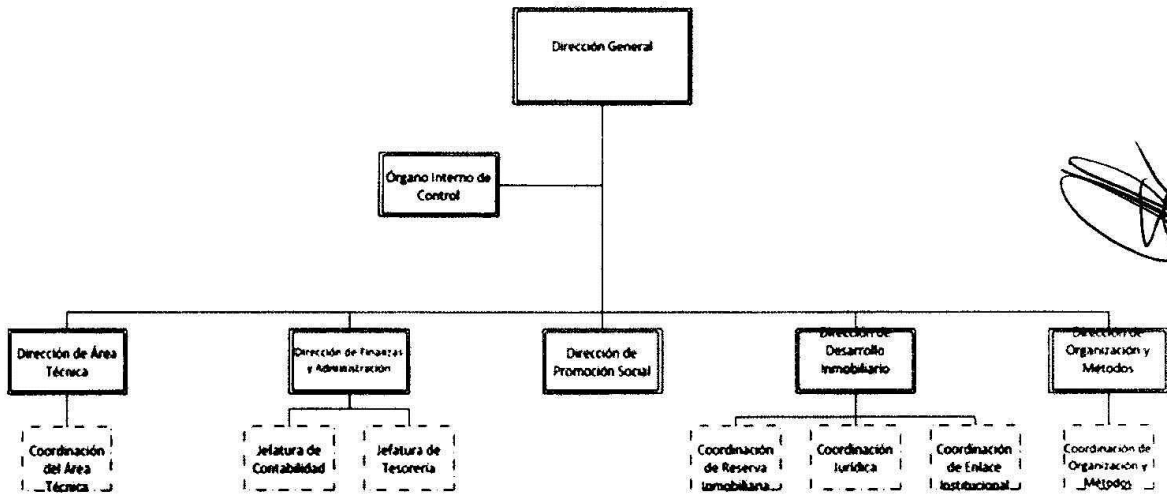 Dirección General
Órgano Interno de
Control
Dirección de Área
Técnica
Dirección de Finanzas
y Administración
Dirección de
Promoción Social
Dirección de
Desarrollo
Inmobiliario
Dirección de
Organización y
Métodos
Coordinación
del Área
Técnica
Jefatura de
Contabilidad
Jefatura de
Tesorería
Coordinación
de Reserva
Inmobiliaria
Coordinación
Jurídica
Coordinación
de Enlace
Institucional
Coordinación de
Organización y
Métodos